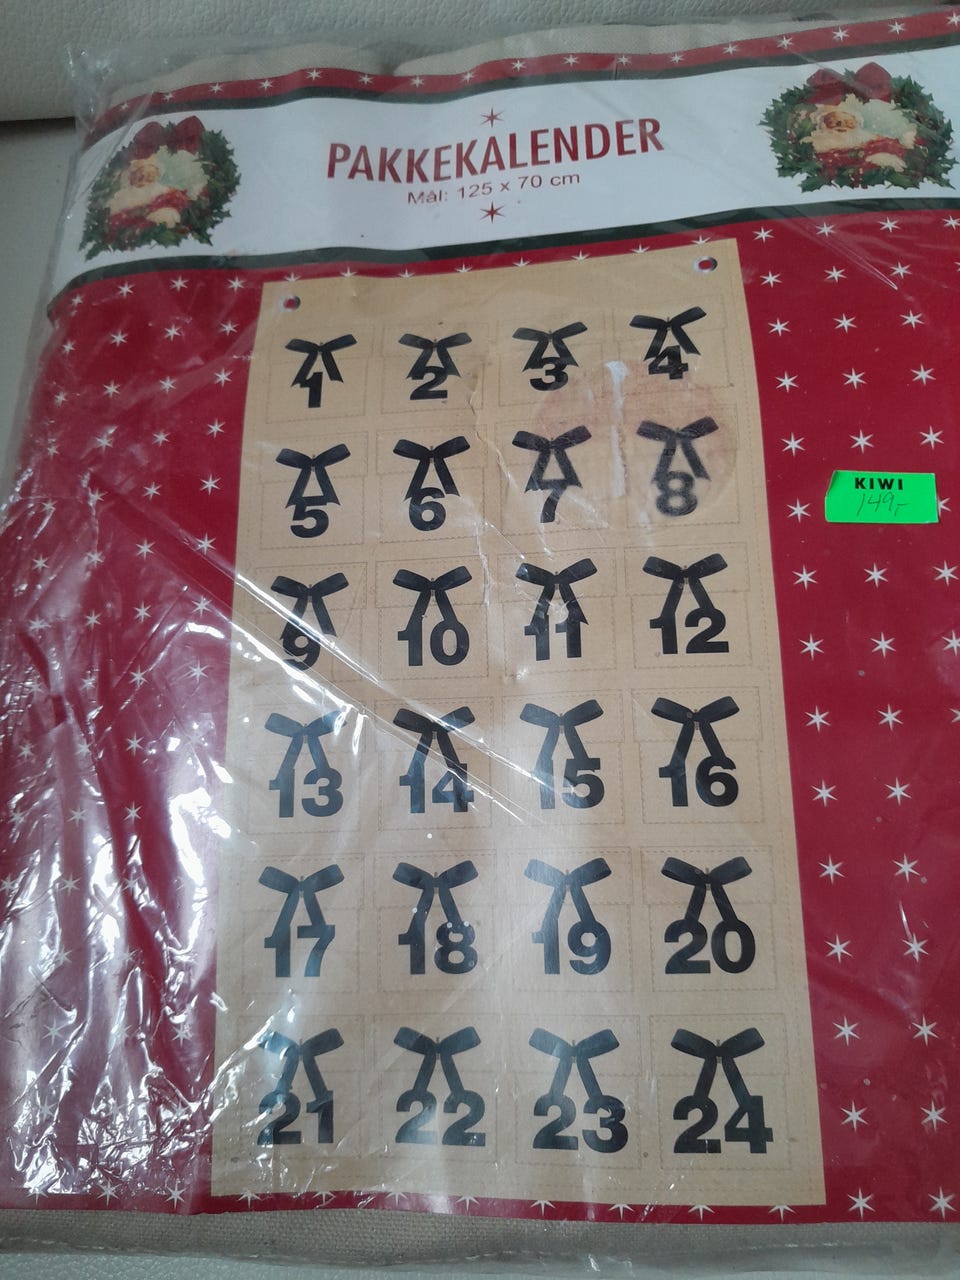 PAKKEKALENDER
Mål: 125 x 70 cm
1 2 3 4
5 6 7 8
KIWI
149,-
9 10 11 12
13 14 15 16
17 18 19 20
21 22 23 24